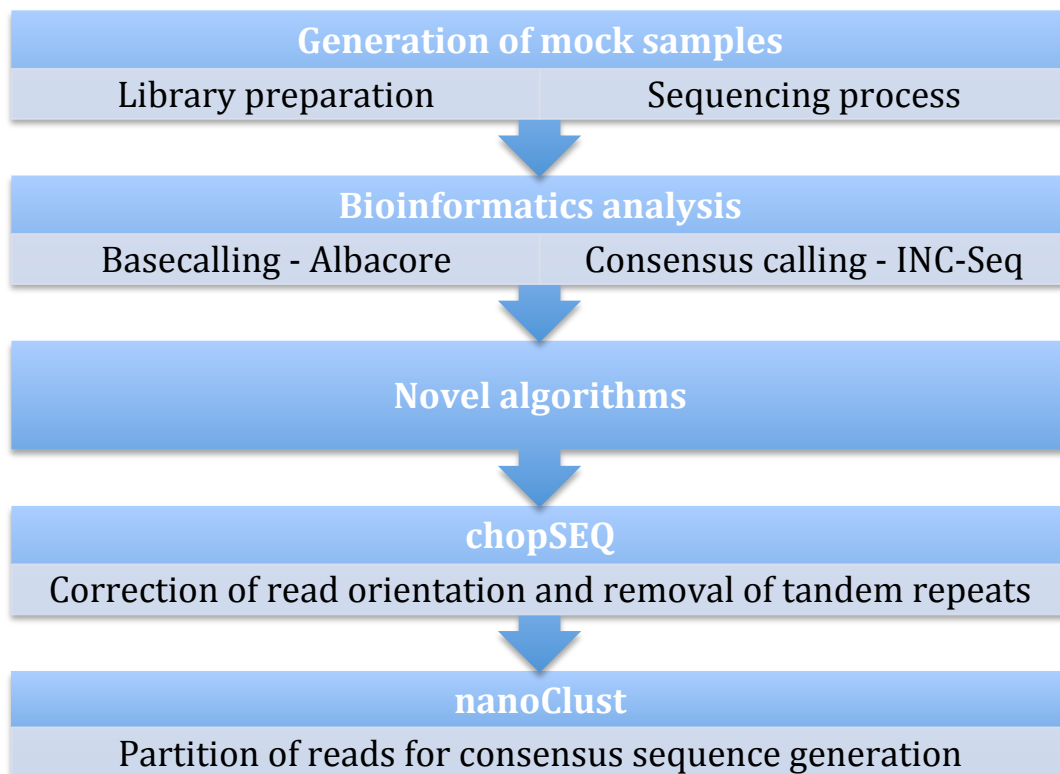 Generation of mock samples
Library preparation
Sequencing process
Bioinformatics analysis
Basecalling - Albacore
Consensus calling - INC-Seq
Novel algorithms
chopSEQ
Correction of read orientation and removal of tandem repeats
nanoClust
Partition of reads for consensus sequence generation